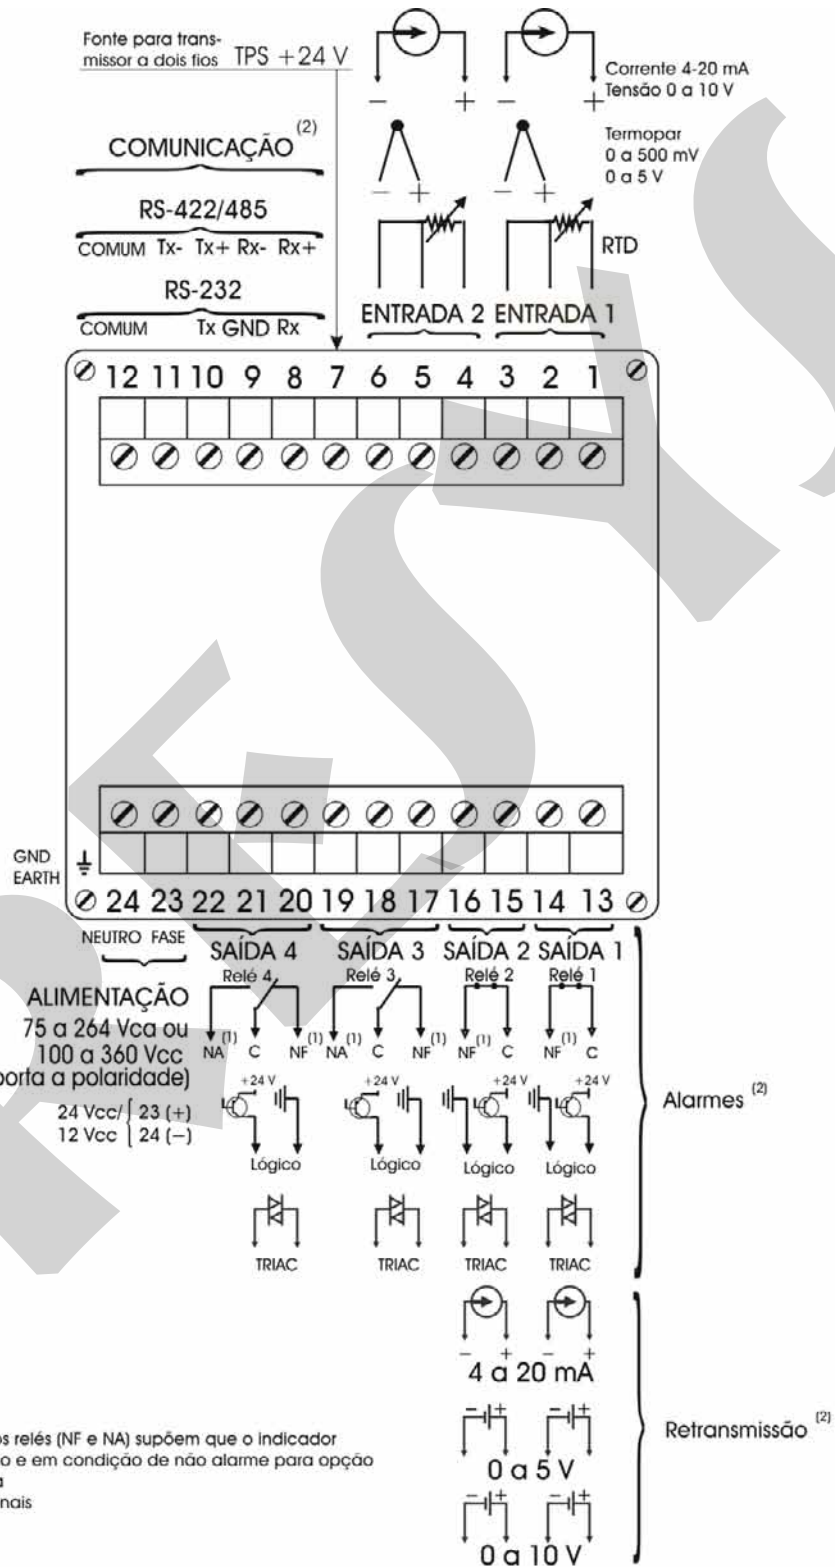 Fonte para trans-
missor a dois fios TPS +24 V
Corrente 4-20 mA
Tensão 0 a 10 V
− + − +
Termopar
0 a 500 mV
0 a 5 V
− + − +
COMUNICAÇÃO (2)
RS-422/485
COMUM Tx- Tx+ Rx- Rx+
RTD
RS-232
COMUM Tx GND Rx
ENTRADA 2 ENTRADA 1
12 11 10 9 8 7 6 5 4 3 2 1
GND
EARTH
24 23 22 21 20 19 18 17 16 15 14 13
NEUTRO FASE
SAÍDA 4 SAÍDA 3 SAÍDA 2 SAÍDA 1
Relé 4 Relé 3 Relé 2 Relé 1
ALIMENTAÇÃO
75 a 264 Vca ou
100 a 360 Vcc
porta a polaridade)
24 Vcc/ 23 (+)
12 Vcc 24 (−)
NA (1) C NF (1) NA (1) C NF (1) NF (1) C NF (1) C
+24 V +24 V +24 V +24 V
Lógico Lógico Lógico Lógico
TRIAC TRIAC TRIAC TRIAC
Alarmes (2)
− + − +
4 a 20 mA
− + − +
0 a 5 V
− + − +
0 a 10 V
Retransmissão (2)
os relés (NF e NA) supõem que o indicador
o e em condição de não alarme para opção
a
nais
PRESYS